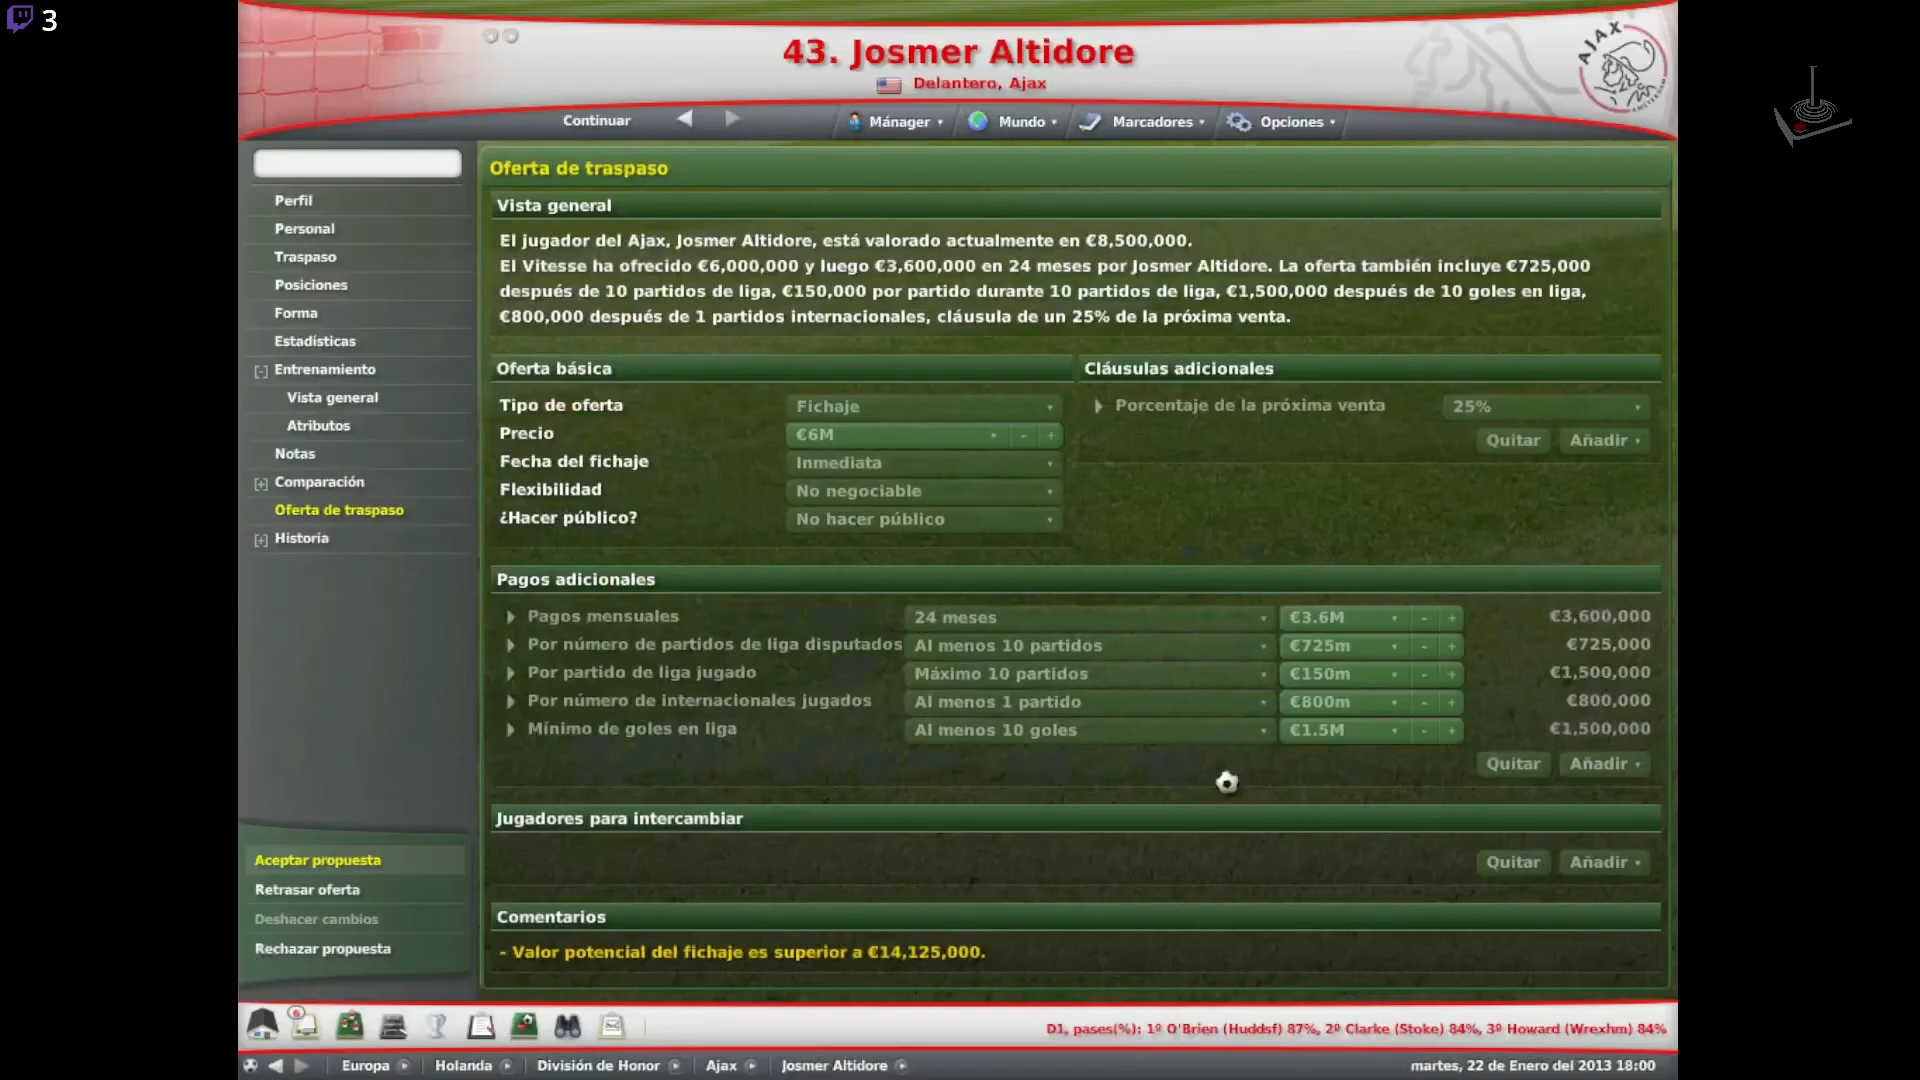 3
43. Josmer Altidore
Delantero, Ajax
AJAX
Continuar
Mánager
Mundo
Marcadores
Opciones
Perfil
Personal
Traspaso
Posiciones
Forma
Estadísticas
[-] Entrenamiento
Vista general
Atributos
Notas
[+] Comparación
Oferta de traspaso
[+] Historia
Aceptar propuesta
Retrasar oferta
Deshacer cambios
Rechazar propuesta
Oferta de traspaso
Vista general
El jugador del Ajax, Josmer Altidore, está valorado actualmente en €8,500,000.
El Vitesse ha ofrecido €6,000,000 y luego €3,600,000 en 24 meses por Josmer Altidore. La oferta también incluye €725,000
después de 10 partidos de liga, €150,000 por partido durante 10 partidos de liga, €1,500,000 después de 10 goles en liga,
€800,000 después de 1 partidos internacionales, cláusula de un 25% de la próxima venta.
Oferta básica
Tipo de oferta Fichaje
Precio €6M - +
Fecha del fichaje Inmediata
Flexibilidad No negociable
¿Hacer público? No hacer público
Cláusulas adicionales
Porcentaje de la próxima venta 25%
Quitar Añadir
Pagos adicionales
Pagos mensuales 24 meses €3.6M - + €3,600,000
Por número de partidos de liga disputados Al menos 10 partidos €725m - + €725,000
Por partido de liga jugado Máximo 10 partidos €150m - + €1,500,000
Por número de internacionales jugados Al menos 1 partido €800m - + €800,000
Mínimo de goles en liga Al menos 10 goles €1.5M - + €1,500,000
Quitar Añadir
Jugadores para intercambiar
Quitar Añadir
Comentarios
- Valor potencial del fichaje es superior a €14,125,000.
6
D1, pases(%): 1º O'Brien (Huddsf) 87%, 2º Clarke (Stoke) 84%, 3º Howard (Wrexhm) 84%
Europa Holanda División de Honor Ajax Josmer Altidore
martes, 22 de Enero del 2013 18:00